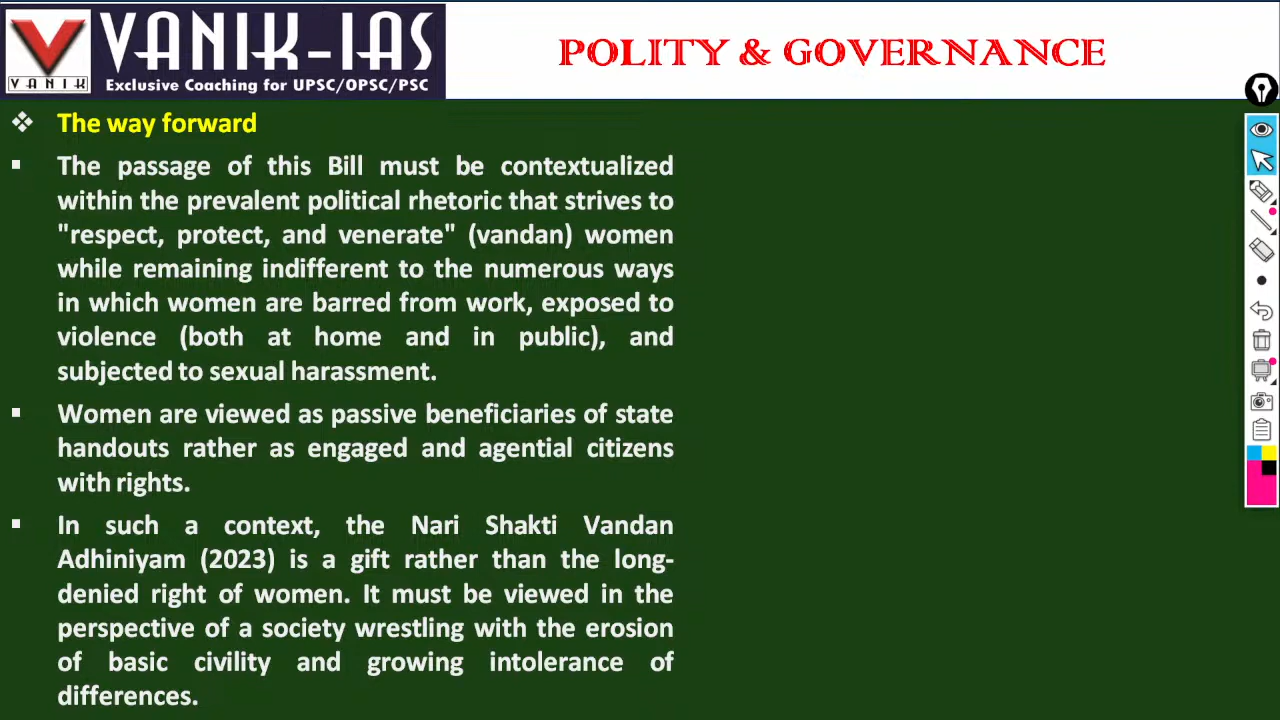 VANIK-IAS
VANIK
Exclusive Coaching for UPSC/OPSC/PSC
POLITY & GOVERNANCE
The way forward
The passage of this Bill must be contextualized
within the prevalent political rhetoric that strives to
"respect, protect, and venerate" (vandan) women
while remaining indifferent to the numerous ways
in which women are barred from work, exposed to
violence (both at home and in public), and
subjected to sexual harassment.
Women are viewed as passive beneficiaries of state
handouts rather as engaged and agential citizens
with rights.
In such a context, the Nari Shakti Vandan
Adhiniyam (2023) is a gift rather than the long-
denied right of women. It must be viewed in the
perspective of a society wrestling with the erosion
of basic civility and growing intolerance of
differences.